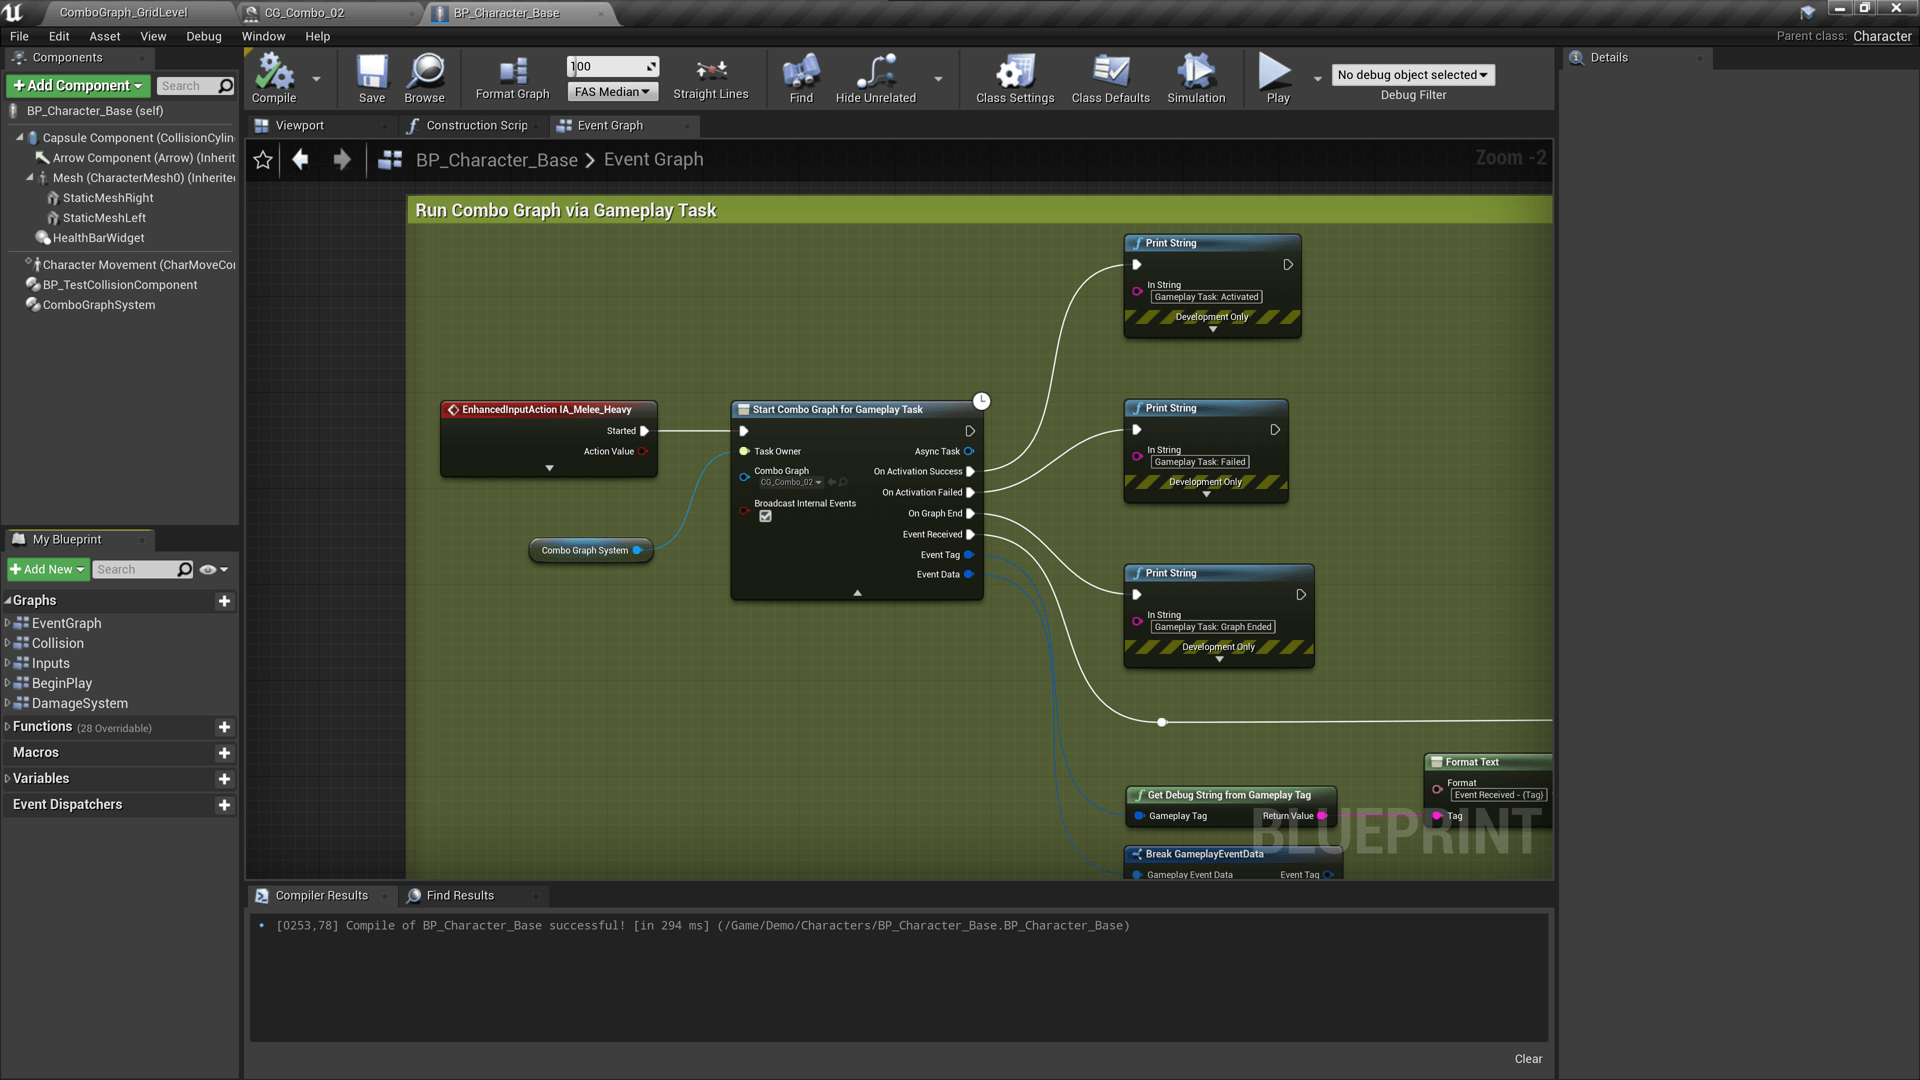 ComboGraph_GridLevel
CG_Combo_02
BP_Character_Base
File Edit Asset View Debug Window Help
Parent class: Character
Components
Add Component
Search
BP_Character_Base (self)
Capsule Component (CollisionCylin
Arrow Component (Arrow) (Inherit
Mesh (CharacterMesh0) (Inherite
StaticMeshRight
StaticMeshLeft
HealthBarWidget
Character Movement (CharMoveCo
BP_TestCollisionComponent
ComboGraphSystem
Compile
Save
Browse
Format Graph
100
FAS Median
Straight Lines
Find
Hide Unrelated
Class Settings
Class Defaults
Simulation
Play
No debug object selected
Debug Filter
Details
Viewport
Construction Scrip
Event Graph
BP_Character_Base > Event Graph
Zoom -2
Run Combo Graph via Gameplay Task
Print String
In String
Gameplay Task: Activated
Development Only
EnhancedInputAction IA_Melee_Heavy
Started
Action Value
Combo Graph System
Start Combo Graph for Gameplay Task
Task Owner
Async Task
Combo Graph
CG_Combo_02
On Activation Success
On Activation Failed
Broadcast Internal Events
On Graph End
Event Received
Event Tag
Event Data
Print String
In String
Gameplay Task: Failed
Development Only
Print String
In String
Gameplay Task: Graph Ended
Development Only
Format Text
Format
Event Received - {Tag}
Tag
Get Debug String from Gameplay Tag
Gameplay Tag
Return Value
BLUEPRINT
Break GameplayEventData
Gameplay Event Data
Event Tag
My Blueprint
Add New
Search
Graphs
EventGraph
Collision
Inputs
BeginPlay
DamageSystem
Functions (28 Overridable)
Macros
Variables
Event Dispatchers
Compiler Results
Find Results
[0253,78] Compile of BP_Character_Base successful! [in 294 ms] (/Game/Demo/Characters/BP_Character_Base.BP_Character_Base)
Clear